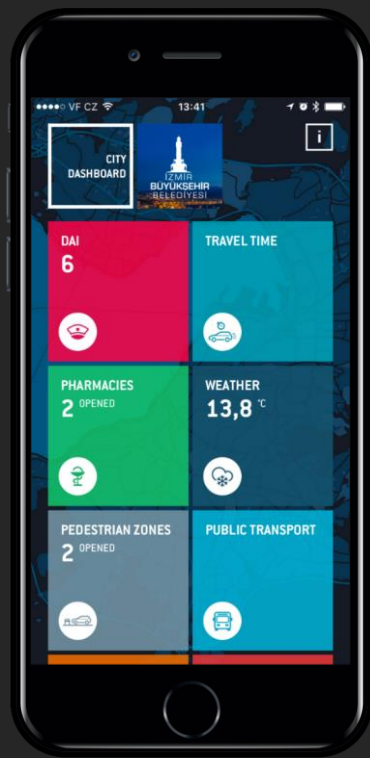 VF CZ
13:41
i
CITY
DASHBOARD
İZMİR
BÜYÜKŞEHİR
BELEDİYESİ
DAI
6
TRAVEL TIME
PHARMACIES
2 OPENED
WEATHER
13,8 °C
PEDESTRIAN ZONES
2 OPENED
PUBLIC TRANSPORT